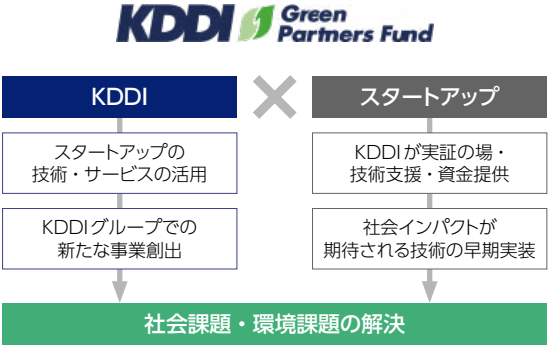 KDDI Green
Partners Fund
KDDI
スタートアップ
スタートアップの
技術・サービスの活用
KDDIが実証の場・
技術支援・資金提供
KDDIグループでの
新たな事業創出
社会インパクトが
期待される技術の早期実装
社会課題・環境課題の解決